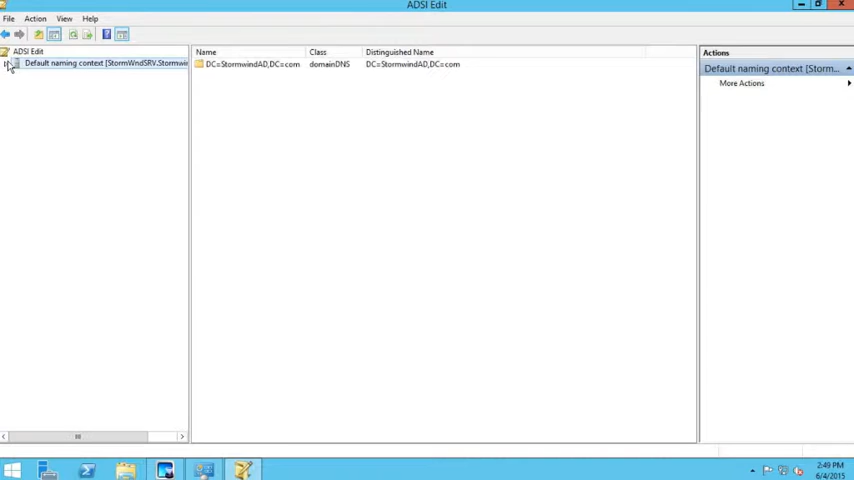 ADSI Edit
File Action View Help
ADSI Edit
Default naming context [StormWndSRV.Stormwin
Name Class Distinguished Name
DC=StormwindAD,DC=com domainDNS DC=StormwindAD,DC=com
Actions
Default naming context [Storm...
More Actions
2:49 PM
6/4/2015